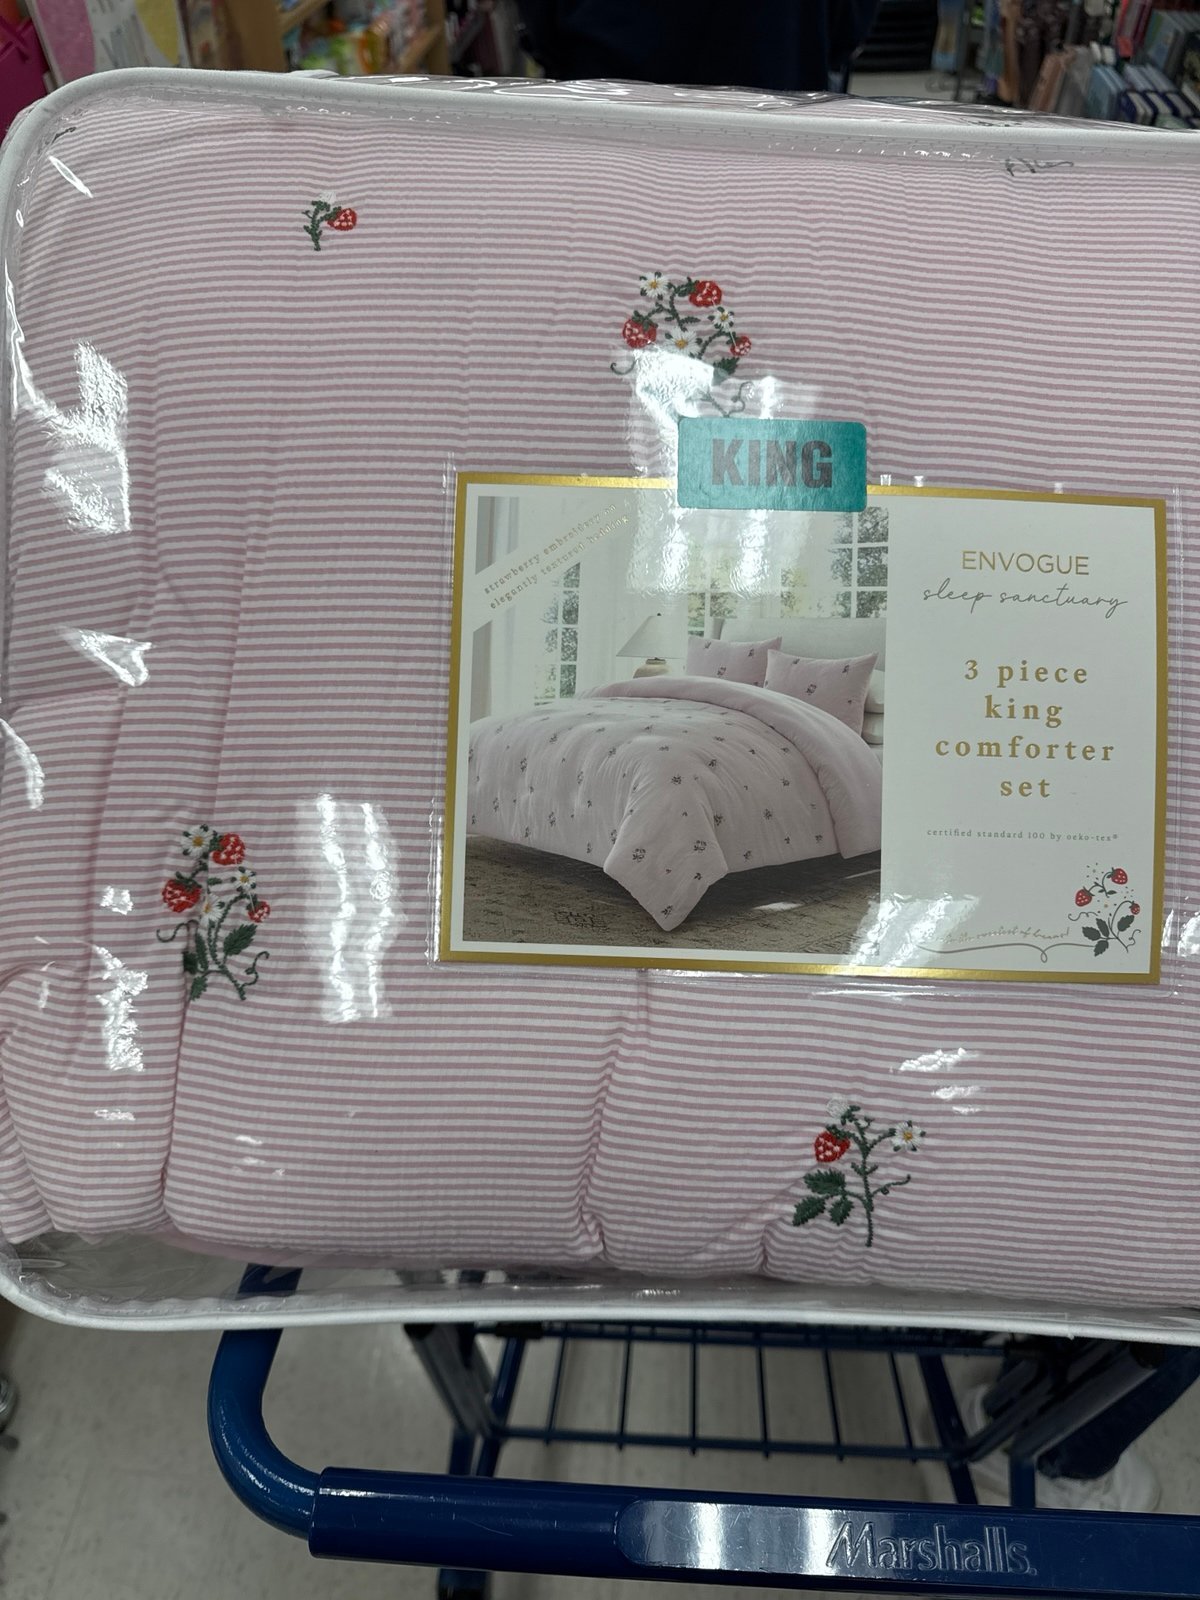 KING
strawberry embroidery on
elegantly textured bedding
ENVOGUE
sleep sanctuary
3 piece
king
comforter
set
certified standard 100 by oeko-tex®
Marshalls.